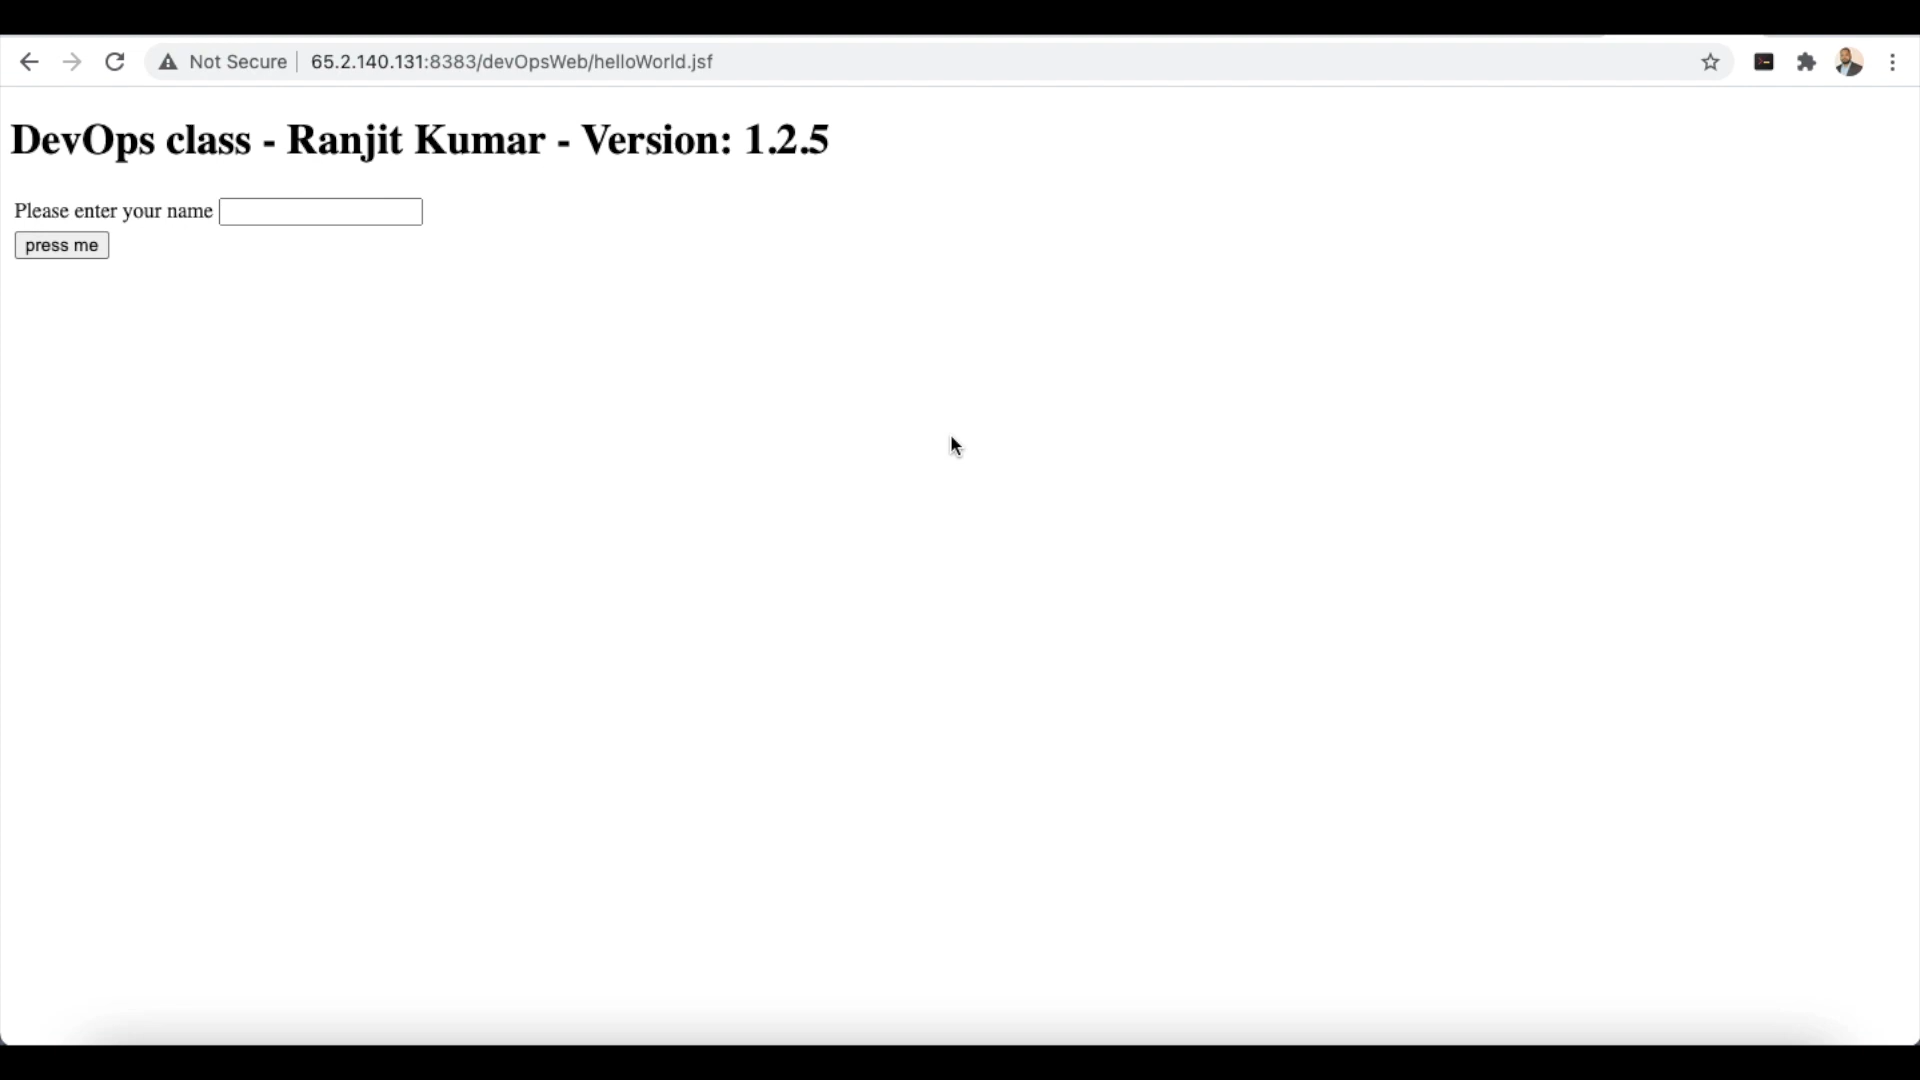 Not Secure 65.2.140.131:8383/devOpsWeb/helloWorld.jsf
DevOps class - Ranjit Kumar - Version: 1.2.5
Please enter your name
press me